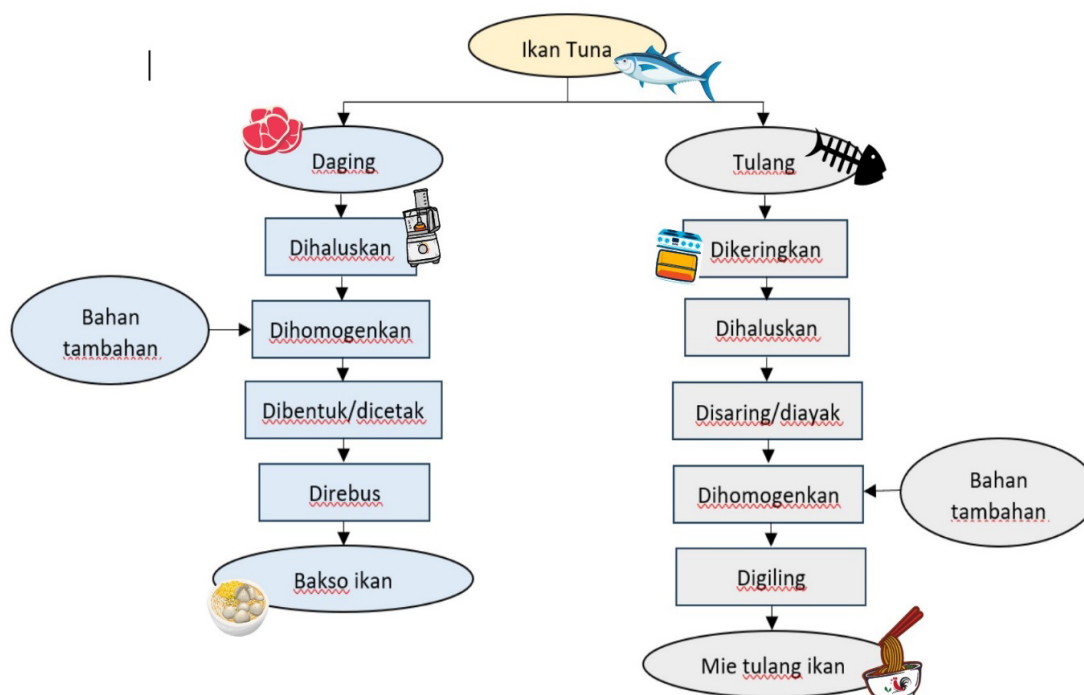 Ikan Tuna
Daging
Dihaluskan
Bahan
tambahan
Dihomogenkan
Dibentuk/dicetak
Direbus
Bakso ikan
Tulang
Dikeringkan
Dihaluskan
Disaring/diayak
Dihomogenkan
Bahan
tambahan
Digiling
Mie tulang ikan